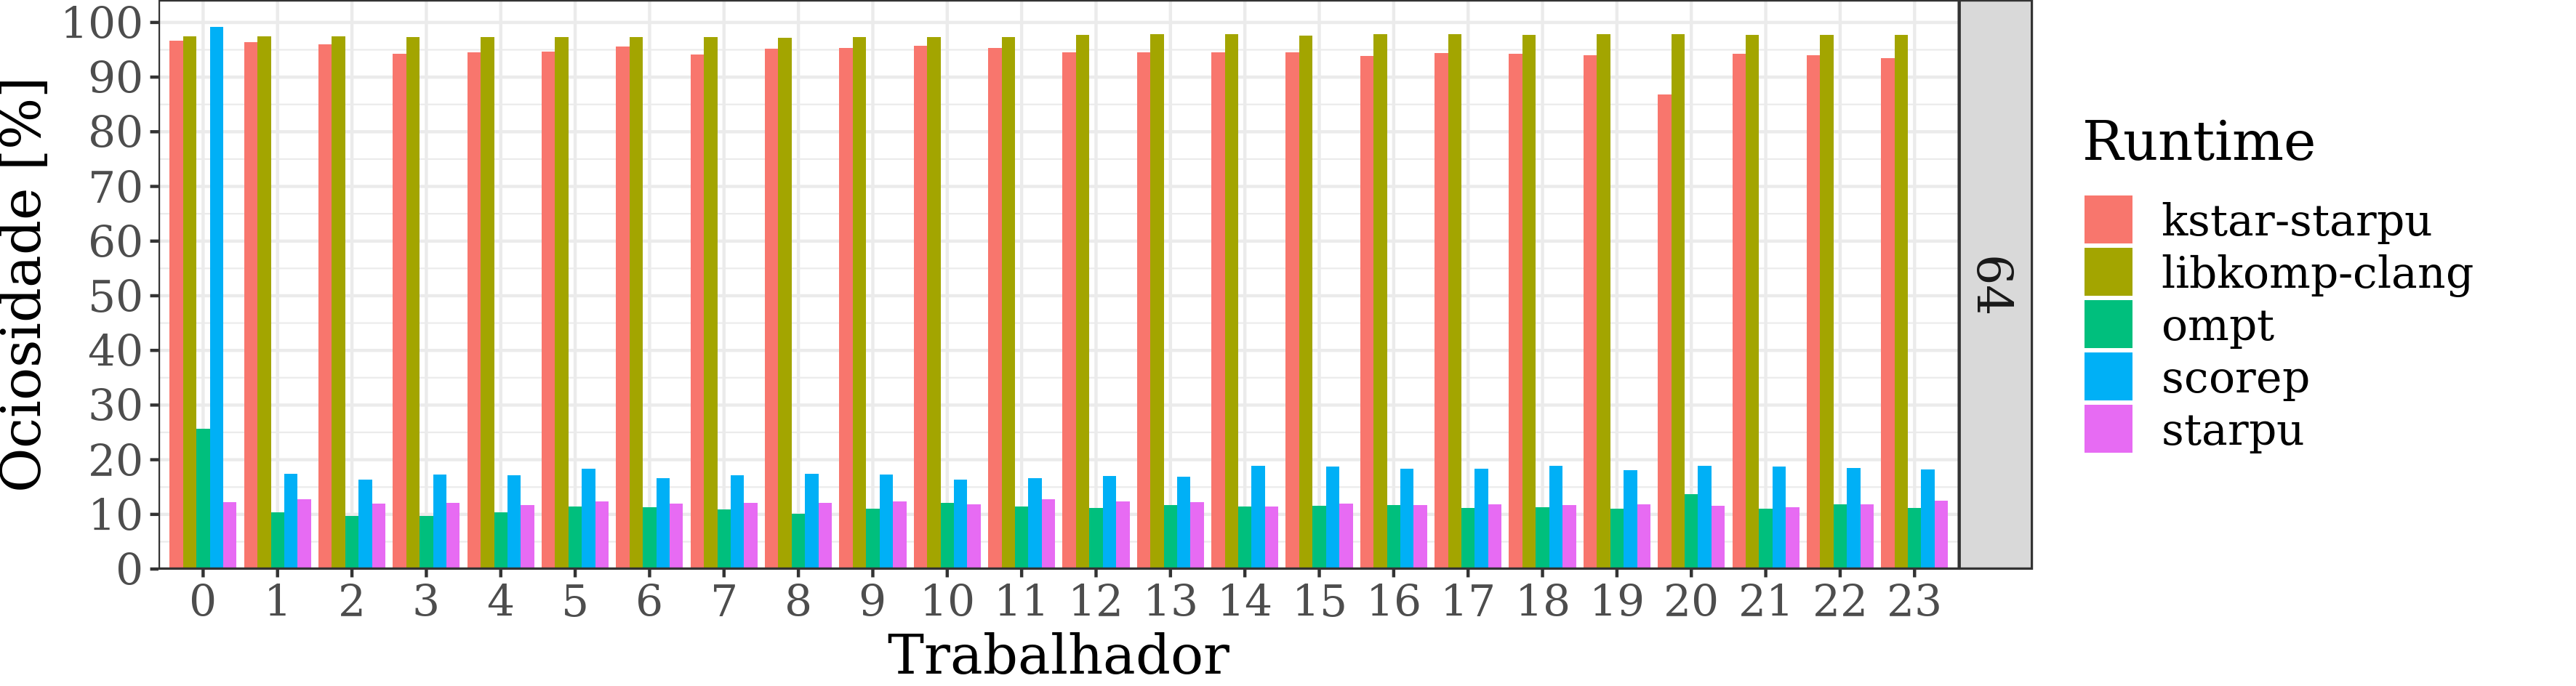 Ociosidade [%]
100
90
80
70
60
50
40
30
20
10
0
0 1 2 3 4 5 6 7 8 9 10 11 12 13 14 15 16 17 18 19 20 21 22 23
Trabalhador
64
Runtime
kstar-starpu
libkomp-clang
ompt
scorep
starpu